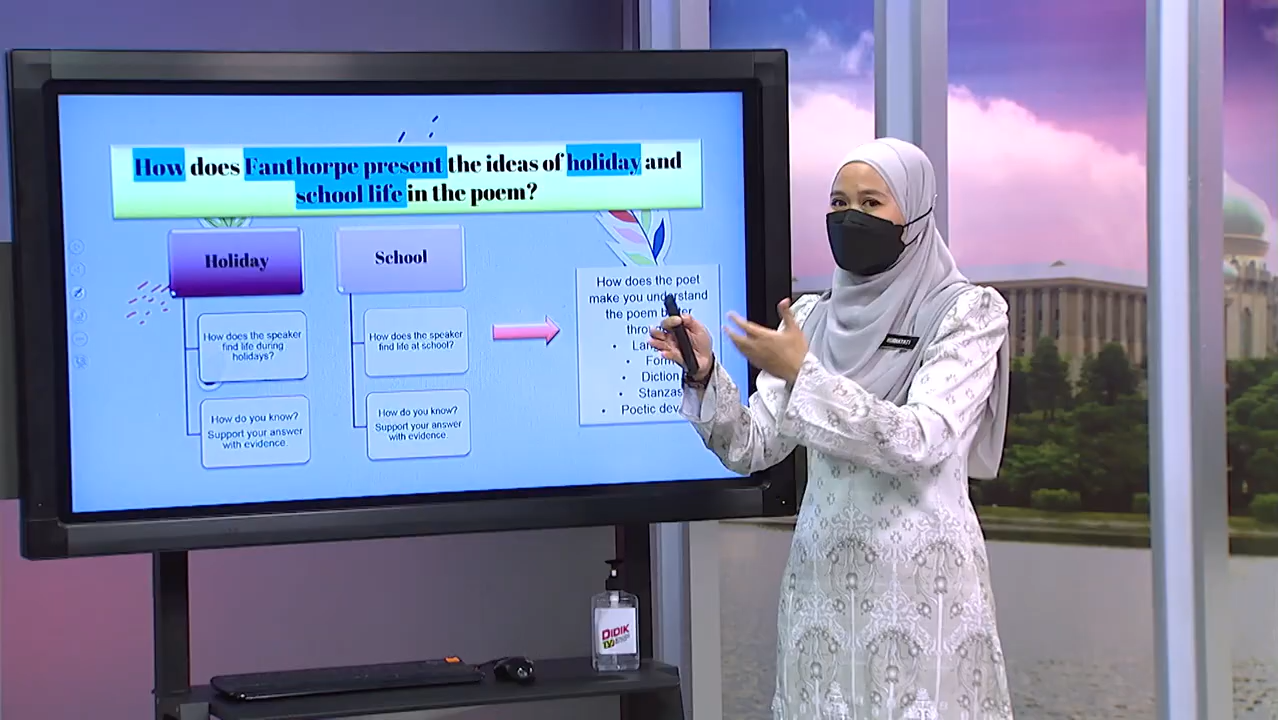 How does Fanthorpe present the ideas of holiday and
school life in the poem?
Holiday
How does the speaker
find life during
holidays?
How do you know?
Support your answer
with evidence.
School
How does the speaker
find life at school?
How do you know?
Support your answer
with evidence.
How does the poet
make you understand
the poem
• 
• Form
• Diction
• Stanzas
• Poetic
DIDIK
TV